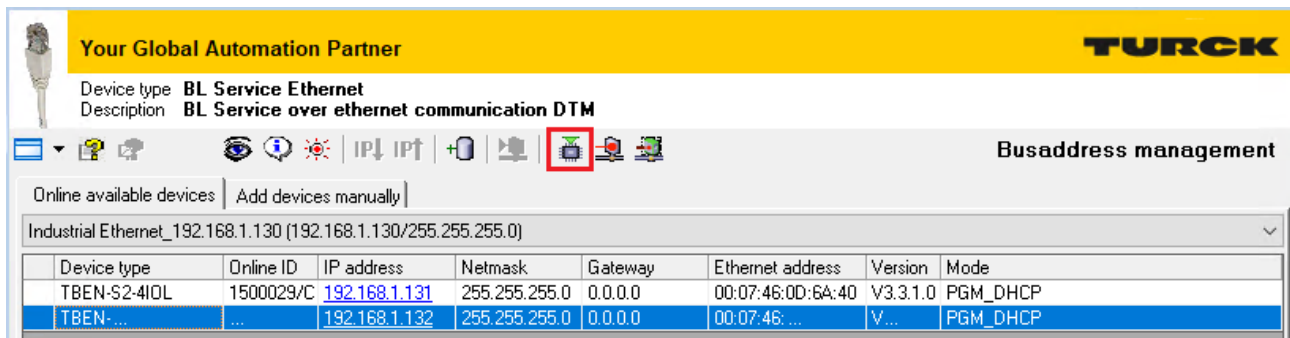 Your Global Automation Partner TURCK
Device type BL Service Ethernet
Description BL Service over ethernet communication DTM
IP IP Busaddress management
Online available devices Add devices manually
Industrial Ethernet_192.168.1.130 (192.168.1.130/255.255.255.0)
Device type Online ID IP address Netmask Gateway Ethernet address Version Mode
TBEN-S2-4IOL 1500029/C 192.168.1.131 255.255.255.0 0.0.0.0 00:07:46:0D:6A:40 V3.3.1.0 PGM_DHCP
TBEN-... ... 192.168.1.132 255.255.255.0 0.0.0.0 00:07:46: ... V... PGM_DHCP